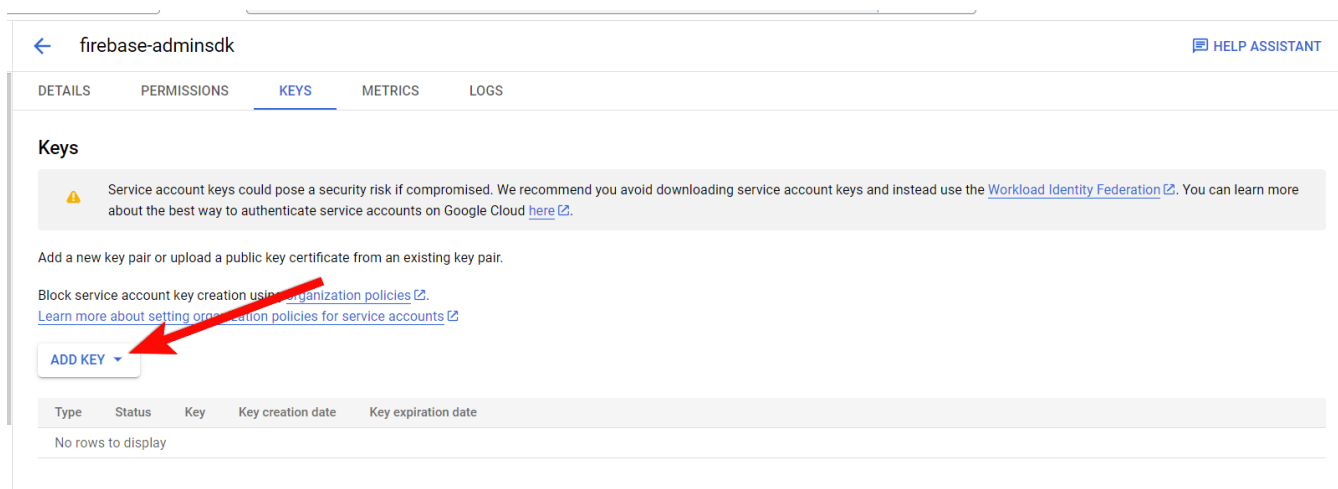 firebase-adminsdk
HELP ASSISTANT
DETAILS PERMISSIONS KEYS METRICS LOGS
Keys
Service account keys could pose a security risk if compromised. We recommend you avoid downloading service account keys and instead use the Workload Identity Federation. You can learn more
about the best way to authenticate service accounts on Google Cloud here.
Add a new key pair or upload a public key certificate from an existing key pair.
Block service account key creation using organization policies.
Learn more about setting organization policies for service accounts
ADD KEY
Type Status Key Key creation date Key expiration date
No rows to display